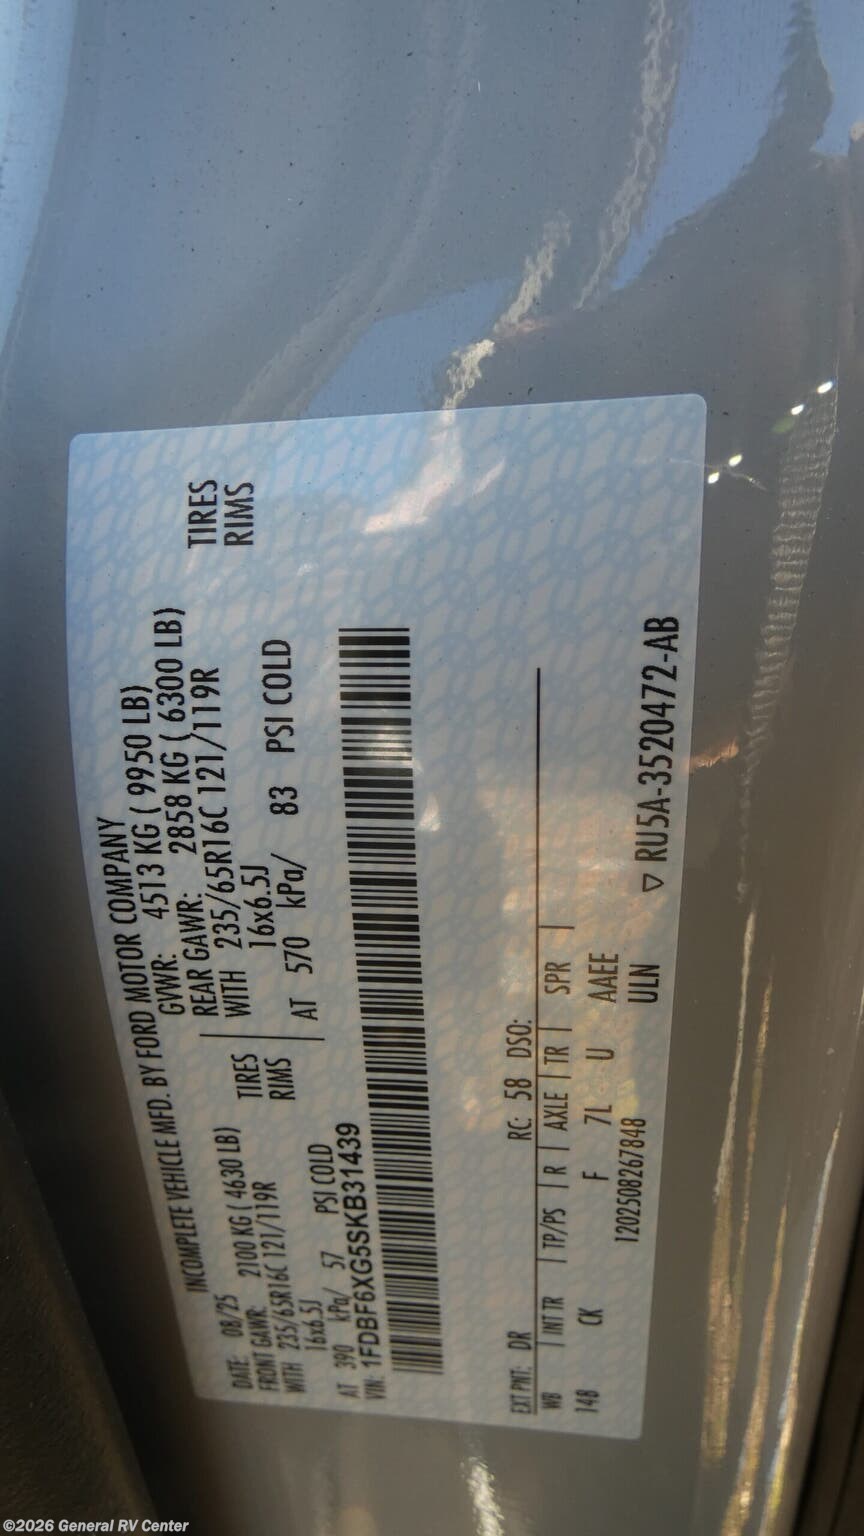 INCOMPLETE VEHICLE MFD. BY FORD MOTOR COMPANY
DATE: 08/25 GVWR: 4513 KG ( 9950 LB)
FRONT GAWR: 2100 KG ( 4630 LB) REAR GAWR: 2858 KG ( 6300 LB)
WITH 235/65R16C 121/119R TIRES WITH 235/65R16C 121/119R TIRES
16x6.5J RIMS 16x6.5J RIMS
AT 390 kPa/ 57 PSI COLD AT 570 kPa/ 83 PSI COLD
VIN: 1FDBF6XG5SKB31439
EXT PNT: DR RC: 58 DSO:
WB INT TR TP/PS R AXLE TR SPR
148 CK F 7L U AAEE
1202508267848 ULN
RU5A-3520472-AB
©2026 General RV Center